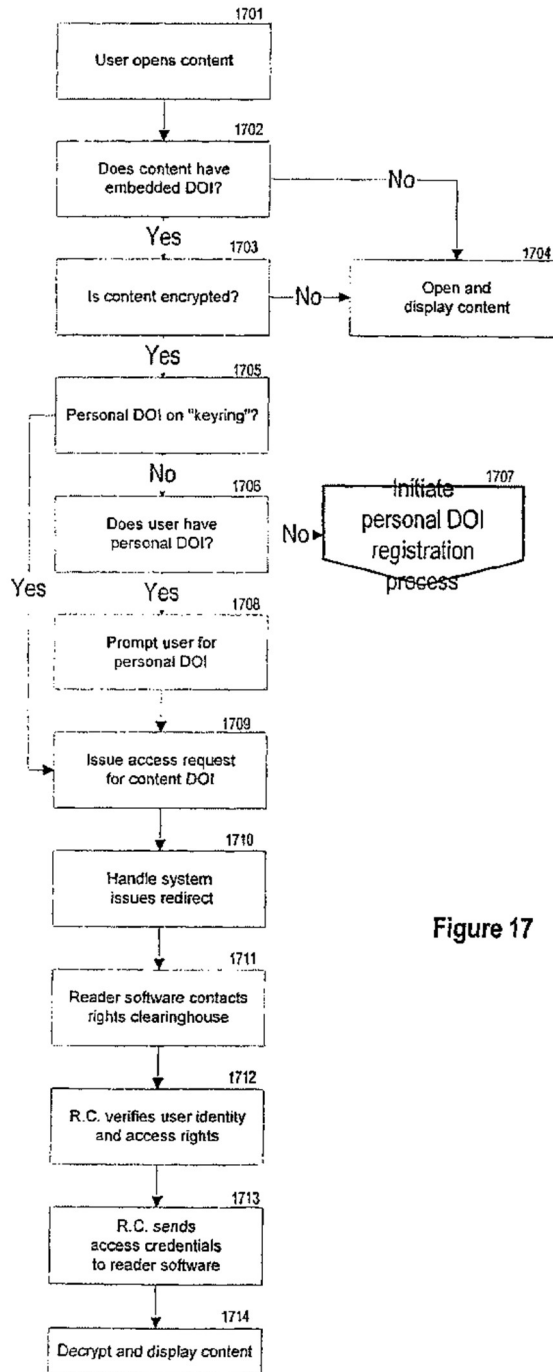 1701
User opens content
1702
Does content have
embedded DOI?
No
Yes
1703
1704
Is content encrypted?
No
Open and
display content
Yes
1705
Personal DOI on "keyring"?
No
1706
1707
Does user have
personal DOI?
No
Initiate
personal DOI
registration
process
Yes
Yes
1708
Prompt user for
personal DOI
1709
Issue access request
for content DOI
1710
Handle system
issues redirect
Figure 17
1711
Reader software contacts
rights clearinghouse
1712
R.C. verifies user identity
and access rights
1713
R.C. sends
access credentials
to reader software
1714
Decrypt and display content